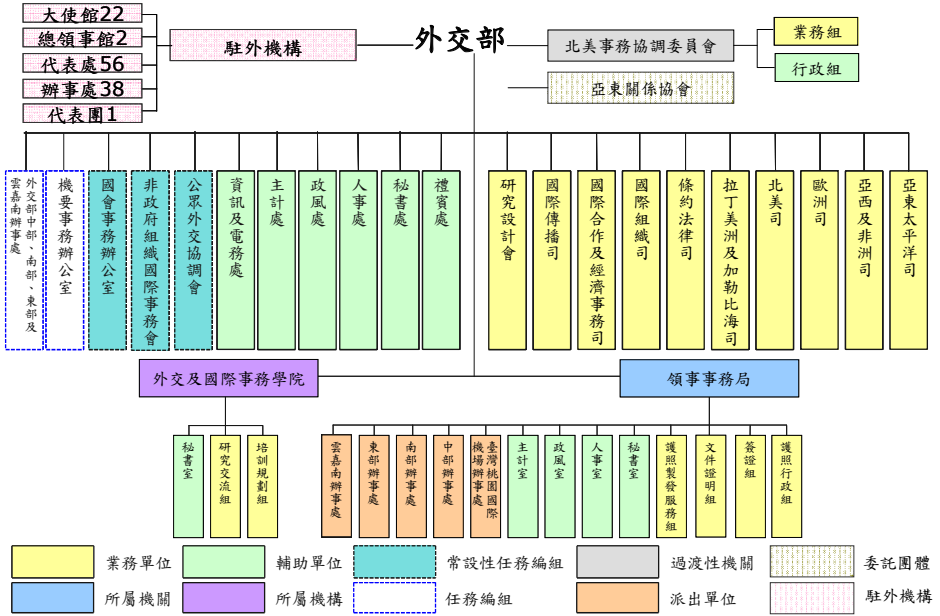 大使館22
總領事館2
代表處56
辦事處38
代表團1
駐外機構
外交部
北美事務協調委員會
業務組
行政組
亞東關係協會
外交部中部、南部、東部及
雲嘉南辦事處
機要事務辦公室
國會事務辦公室
非政府組織國際事務會
公眾外交協調會
資訊及電務處
主計處
政風處
人事處
秘書處
禮賓處
研究設計會
國際傳播司
國際合作及經濟事務司
國際組織司
條約法律司
拉丁美洲及加勒比海司
北美司
歐洲司
亞西及非洲司
亞東太平洋司
外交及國際事務學院
領事事務局
秘書室
研究交流組
培訓規劃組
雲嘉南辦事處
東部辦事處
南部辦事處
中部辦事處
臺灣桃園國際
機場辦事處
主計室
政風室
人事室
秘書室
護照製發服務組
文件證明組
簽證組
護照行政組
業務單位
輔助單位
常設性任務編組
過渡性機關
委託團體
所屬機關
所屬機構
任務編組
派出單位
駐外機構